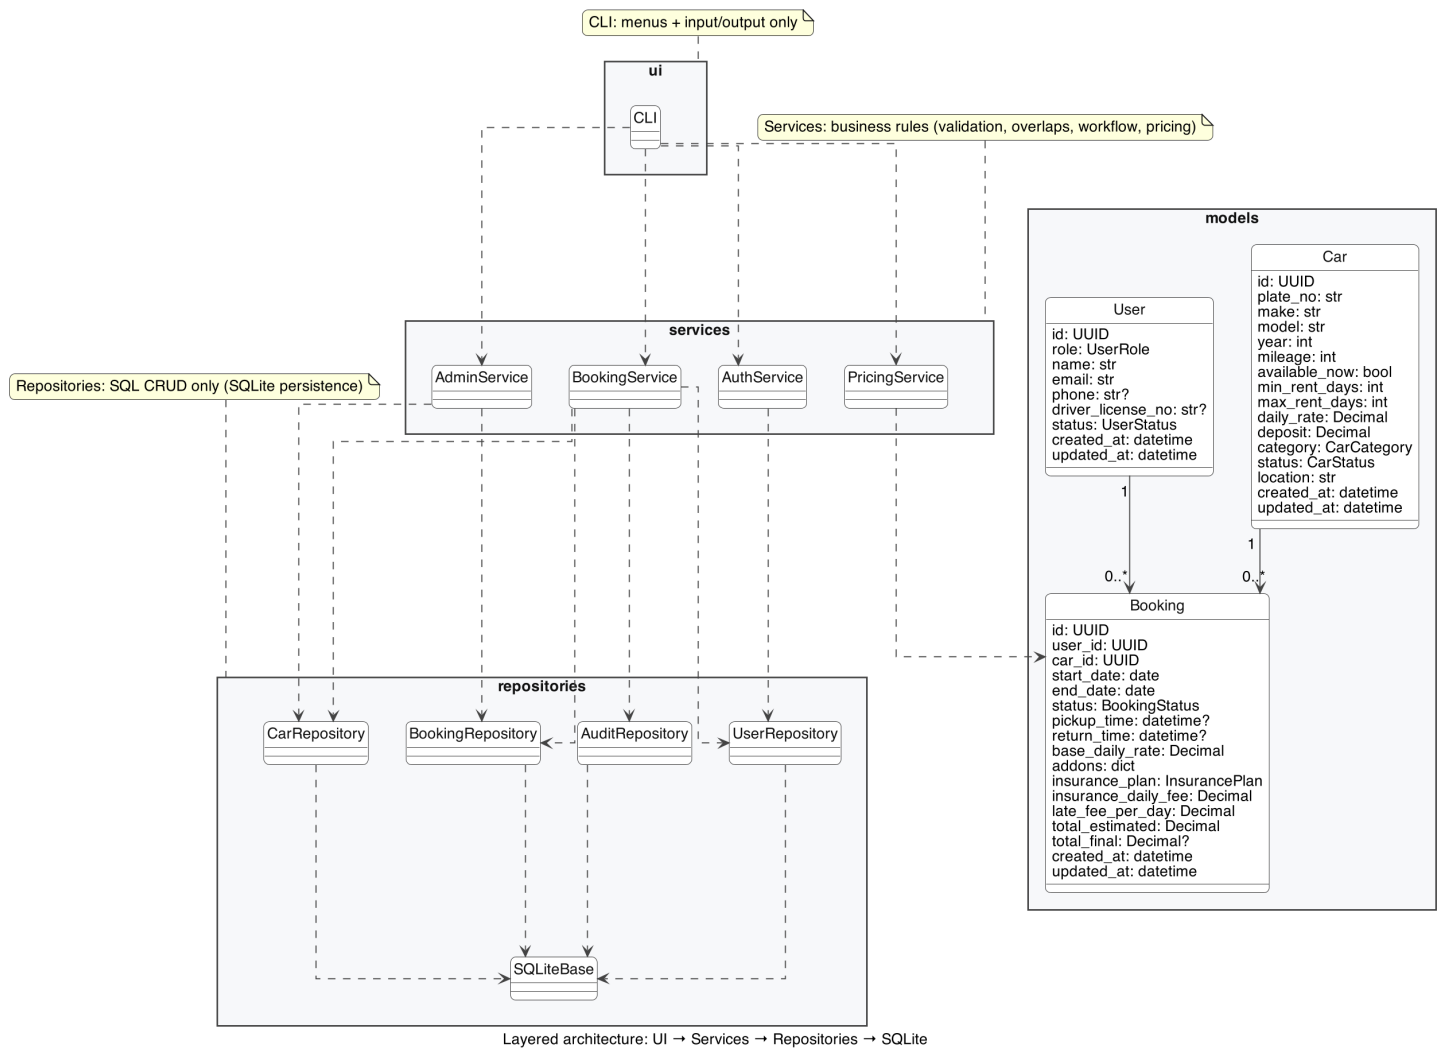 CLI: menus + input/output only
ui
CLI
Services: business rules (validation, overlaps, workflow, pricing)
services
AdminService
BookingService
AuthService
PricingService
Repositories: SQL CRUD only (SQLite persistence)
repositories
CarRepository
BookingRepository
AuditRepository
UserRepository
SQLiteBase
models
User
id: UUID
role: UserRole
name: str
email: str
phone: str?
driver_license_no: str?
status: UserStatus
created_at: datetime
updated_at: datetime
Car
id: UUID
plate_no: str
make: str
model: str
year: int
mileage: int
available_now: bool
min_rent_days: int
max_rent_days: int
daily_rate: Decimal
deposit: Decimal
category: CarCategory
status: CarStatus
location: str
created_at: datetime
updated_at: datetime
1
0..*
1
0..*
Booking
id: UUID
user_id: UUID
car_id: UUID
start_date: date
end_date: date
status: BookingStatus
pickup_time: datetime?
return_time: datetime?
base_daily_rate: Decimal
addons: dict
insurance_plan: InsurancePlan
insurance_daily_fee: Decimal
late_fee_per_day: Decimal
total_estimated: Decimal
total_final: Decimal?
created_at: datetime
updated_at: datetime
Layered architecture: UI → Services → Repositories → SQLite